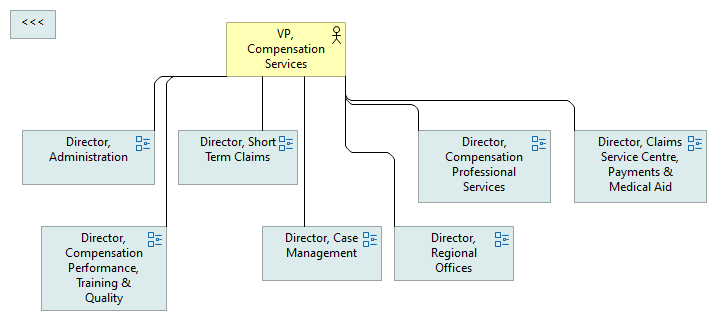 <<<
VP,
Compensation
Services
Director,
Administration
Director, Short
Term Claims
Director,
Compensation
Professional
Services
Director, Claims
Service Centre,
Payments &
Medical Aid
Director,
Compensation
Performance,
Training &
Quality
Director, Case
Management
Director,
Regional
Offices